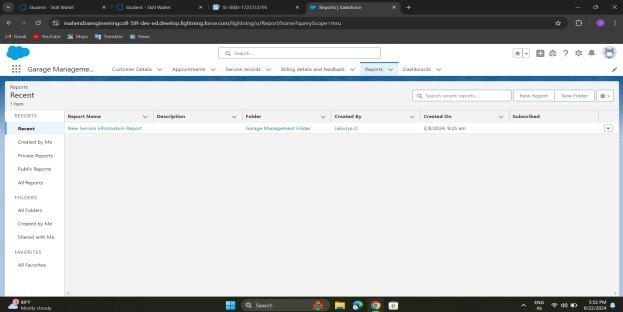 Student - Skill Wallet
Student - Skill Wallet
SI-3609-1721733795
Reports | Salesforce
mahendraengineeringcoll-59f-dev-ed.develop.lightning.force.com/lightning/o/Report/home?queryScope=mru
Gmail YouTube Maps Translate News
Search...
Garage Manageme... Customer Details Appointments Service records Billing details and feedback Reports Dashboards
Reports
Recent
1 item
Search recent reports...
New Report New Folder
REPORTS
Report Name Description Folder Created By Created On Subscribed
Recent
New Service information Report Garage Management Folder Jaisurya D 2/8/2024, 9:25 am
Created by Me
Private Reports
Public Reports
All Reports
FOLDERS
All Folders
Created by Me
Shared with Me
FAVORITES
All Favorites
88°F
Mostly cloudy
Search
ENG
IN
5:52 PM
8/22/2024